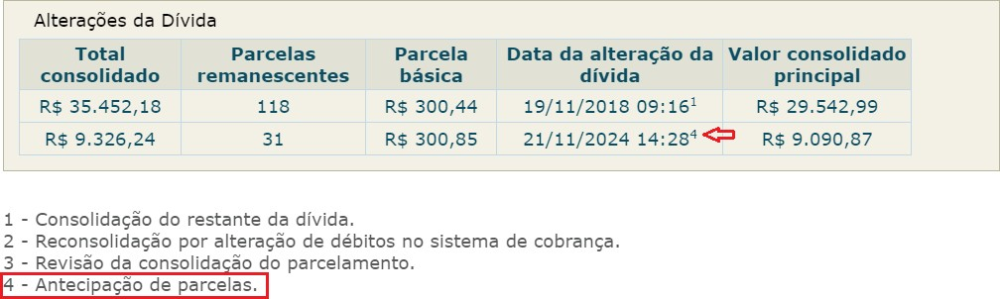 Alterações da Dívida
Total consolidado Parcelas remanescentes Parcela básica Data da alteração da dívida Valor consolidado principal
R$ 35.452,18 118 R$ 300,44 19/11/2018 09:16¹ R$ 29.542,99
R$ 9.326,24 31 R$ 300,85 21/11/2024 14:28⁴ R$ 9.090,87
1 - Consolidação do restante da dívida.
2 - Reconsolidação por alteração de débitos no sistema de cobrança.
3 - Revisão da consolidação do parcelamento.
4 - Antecipação de parcelas.